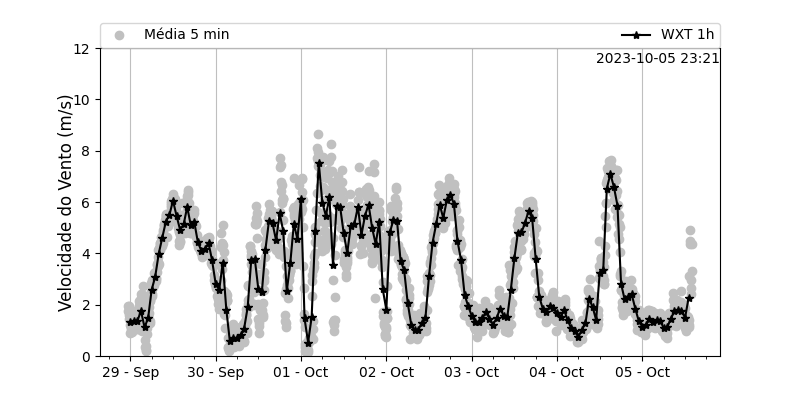 Média 5 min
WXT 1h
2023-10-05 23:21
Velocidade do Vento (m/s)
12
10
8
6
4
2
0
29 - Sep
30 - Sep
01 - Oct
02 - Oct
03 - Oct
04 - Oct
05 - Oct